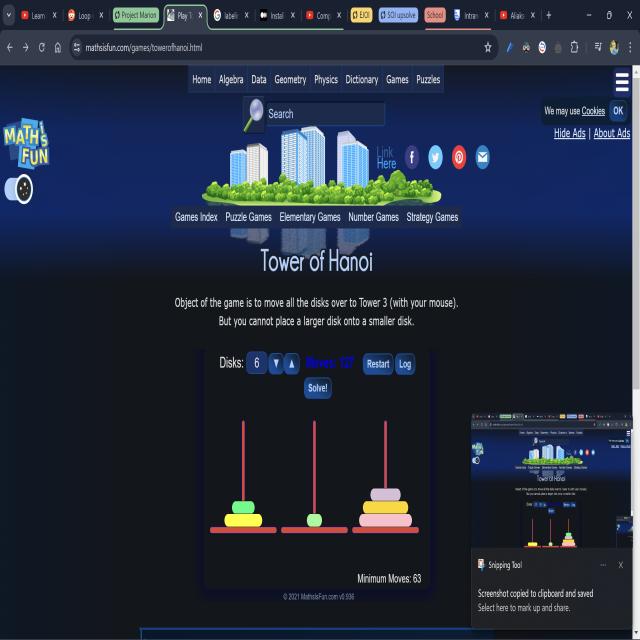 Learn
Loop
Project Marion
Play T
labelli
Instal
Comp
EJOI
SOI upsolve
School
Intran
Aliaks
mathsisfun.com/games/towerofhanoi.html
Home Algebra Data Geometry Physics Dictionary Games Puzzles
Search
We may use Cookies OK
Hide Ads | About Ads
MATHS
FUN
Link
Here
Games Index Puzzle Games Elementary Games Number Games Strategy Games
Tower of Hanoi
Object of the game is to move all the disks over to Tower 3 (with your mouse).
But you cannot place a larger disk onto a smaller disk.
Disks: 6 ▼ ▲ Moves: 127 Restart Log
Solve!
Minimum Moves: 63
© 2021 MathsIsFun.com v0.936
Snipping Tool
Screenshot copied to clipboard and saved
Select here to mark up and share.